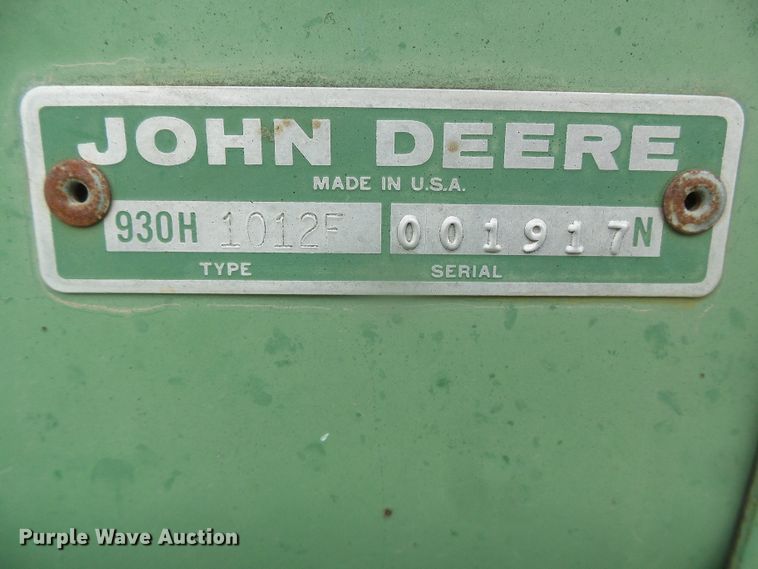 JOHN DEERE
MADE IN U.S.A.
930H 1012F 001917N
TYPE SERIAL
Purple Wave Auction